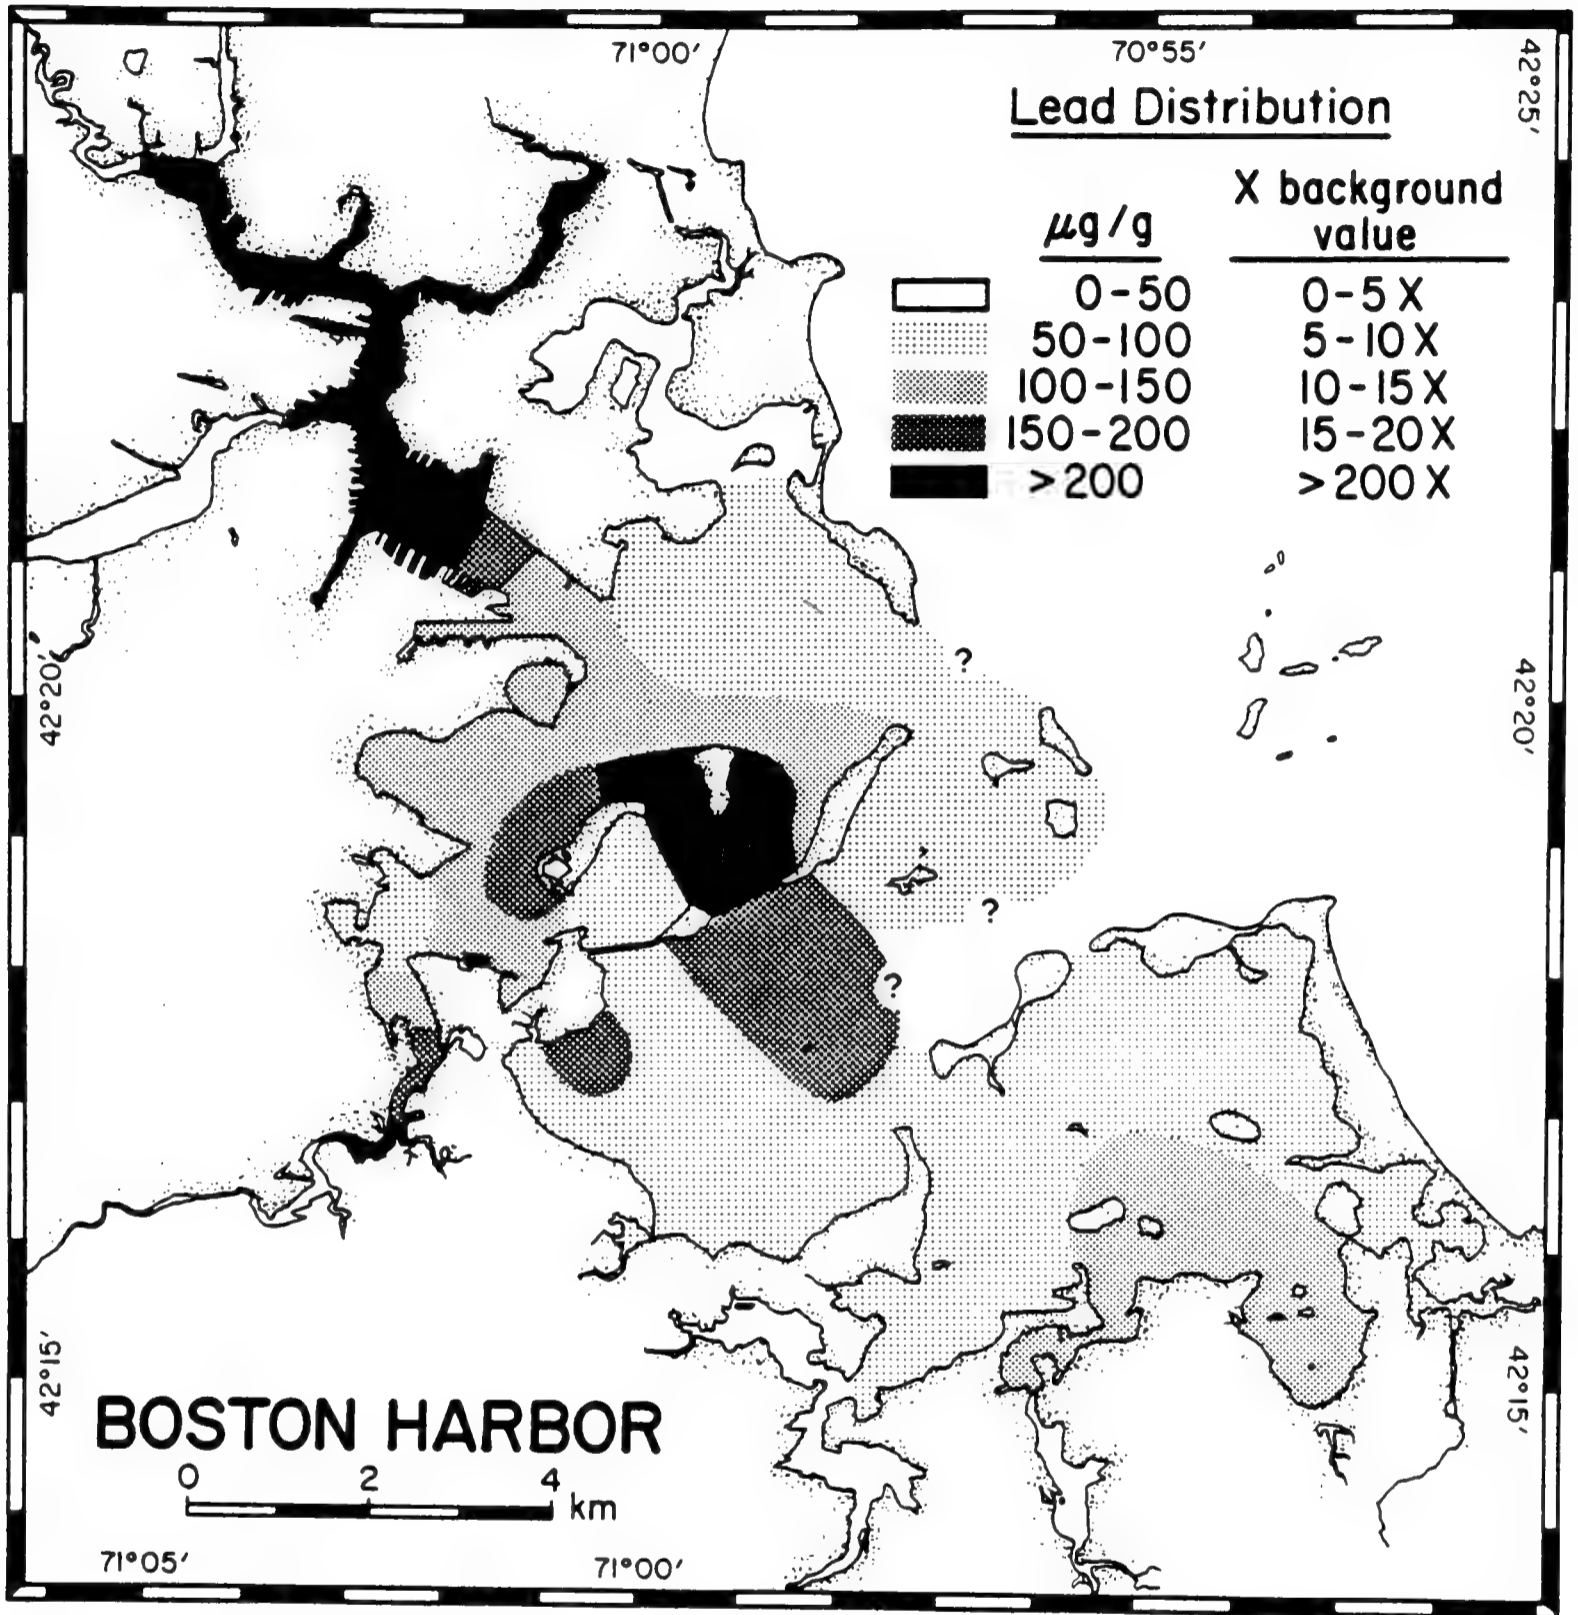 71°00′ 70°55′
42°25′
Lead Distribution
µg/g X background value
0-50 0-5X
50-100 5-10X
100-150 10-15X
150-200 15-20X
>200 >200X
?
42°20′ 42°20′
?
?
42°15′ 42°15′
BOSTON HARBOR
0 2 4 km
71°05′ 71°00′